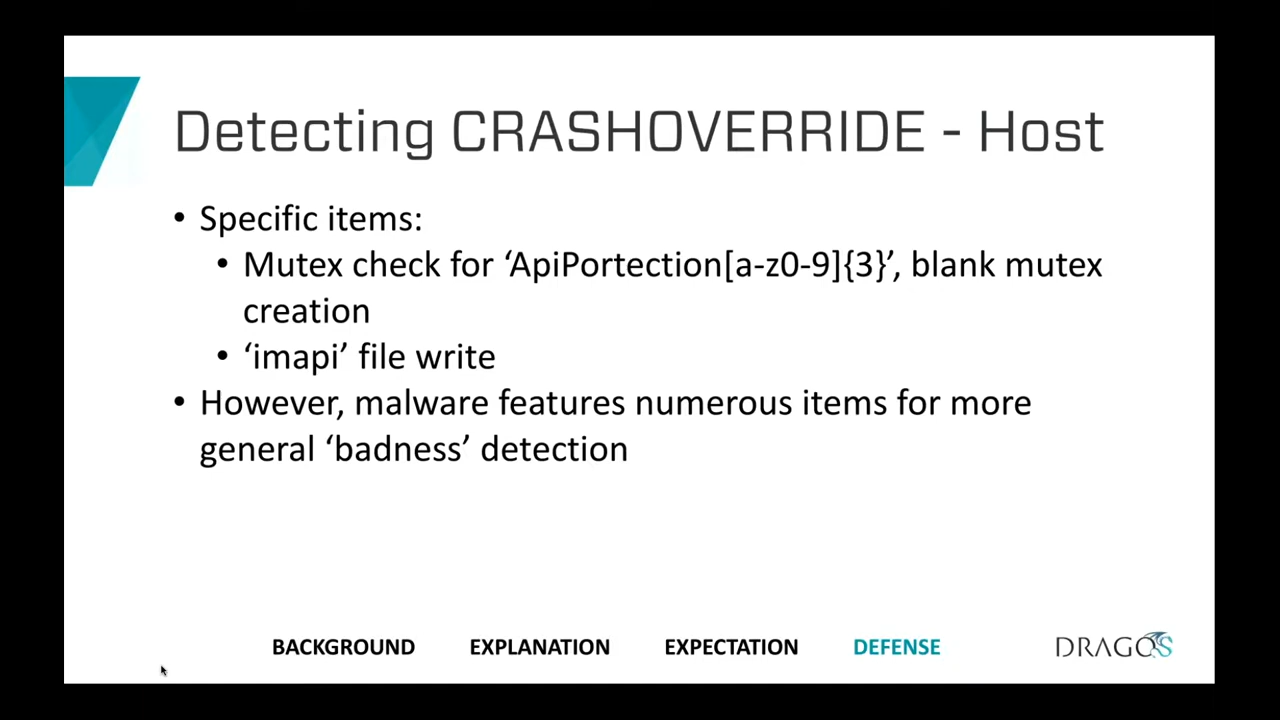 Detecting CRASHOVERRIDE - Host
• Specific items:
• Mutex check for ‘ApiPortection[a-z0-9]{3}’, blank mutex
creation
• ‘imapi’ file write
• However, malware features numerous items for more
general ‘badness’ detection
BACKGROUND EXPLANATION EXPECTATION DEFENSE DRAGOS